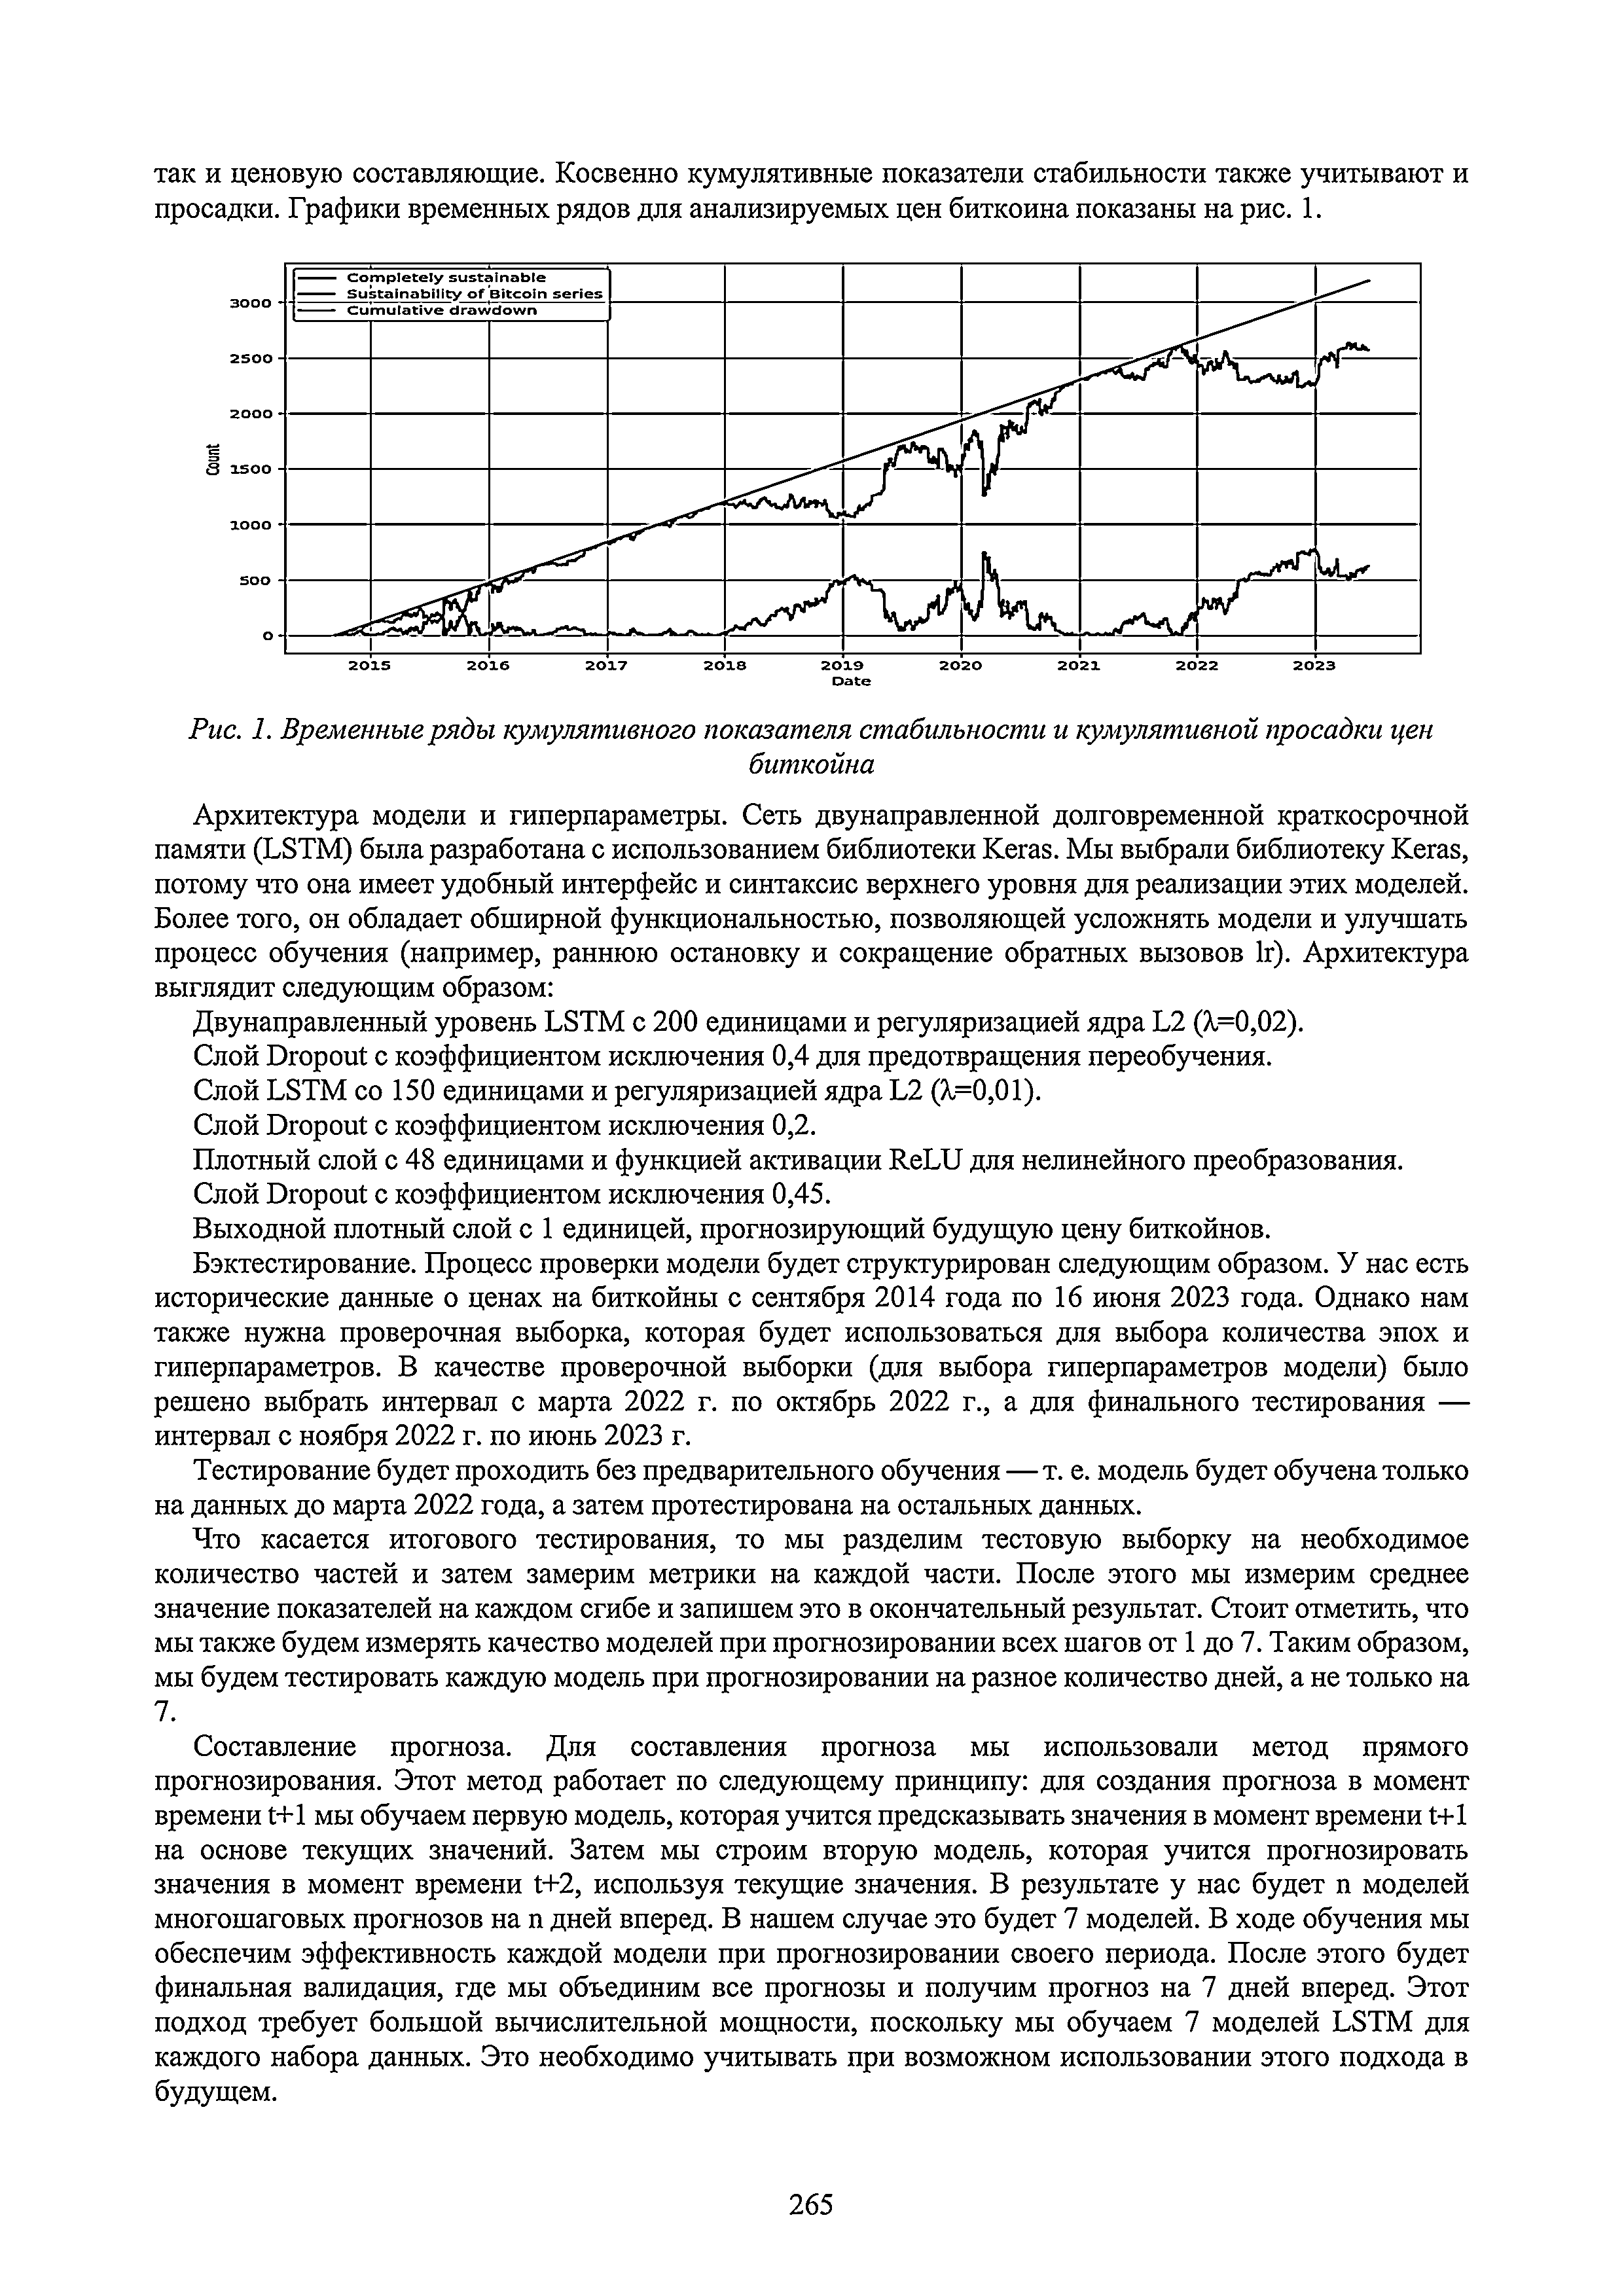 так и ценовую составляющие. Косвенно кумулятивные показатели стабильности также учитывают и
просадки. Графики временных рядов для анализируемых цен биткоина показаны на рис. 1.
Completely sustainable
Sustainability of Bitcoin series
Cumulative drawdown
3000
2500
2000
1500
1000
500
0
Count
2015 2016 2017 2018 2019 2020 2021 2022 2023
Date
Рис. 1. Временные ряды кумулятивного показателя стабильности и кумулятивной просадки цен
биткойна
Архитектура модели и гиперпараметры. Сеть двунаправленной долговременной краткосрочной
памяти (LSTM) была разработана с использованием библиотеки Keras. Мы выбрали библиотеку Keras,
потому что она имеет удобный интерфейс и синтаксис верхнего уровня для реализации этих моделей.
Более того, он обладает обширной функциональностью, позволяющей усложнять модели и улучшать
процесс обучения (например, раннюю остановку и сокращение обратных вызовов lr). Архитектура
выглядит следующим образом:
Двунаправленный уровень LSTM с 200 единицами и регуляризацией ядра L2 (λ=0,02).
Слой Dropout с коэффициентом исключения 0,4 для предотвращения переобучения.
Слой LSTM со 150 единицами и регуляризацией ядра L2 (λ=0,01).
Слой Dropout с коэффициентом исключения 0,2.
Плотный слой с 48 единицами и функцией активации ReLU для нелинейного преобразования.
Слой Dropout с коэффициентом исключения 0,45.
Выходной плотный слой с 1 единицей, прогнозирующий будущую цену биткойнов.
Бэктестирование. Процесс проверки модели будет структурирован следующим образом. У нас есть
исторические данные о ценах на биткойны с сентября 2014 года по 16 июня 2023 года. Однако нам
также нужна проверочная выборка, которая будет использоваться для выбора количества эпох и
гиперпараметров. В качестве проверочной выборки (для выбора гиперпараметров модели) было
решено выбрать интервал с марта 2022 г. по октябрь 2022 г., а для финального тестирования —
интервал с ноября 2022 г. по июнь 2023 г.
Тестирование будет проходить без предварительного обучения — т. е. модель будет обучена только
на данных до марта 2022 года, а затем протестирована на остальных данных.
Что касается итогового тестирования, то мы разделим тестовую выборку на необходимое
количество частей и затем замерим метрики на каждой части. После этого мы измерим среднее
значение показателей на каждом сгибе и запишем это в окончательный результат. Стоит отметить, что
мы также будем измерять качество моделей при прогнозировании всех шагов от 1 до 7. Таким образом,
мы будем тестировать каждую модель при прогнозировании на разное количество дней, а не только на
7.
Составление прогноза. Для составления прогноза мы использовали метод прямого
прогнозирования. Этот метод работает по следующему принципу: для создания прогноза в момент
времени t+1 мы обучаем первую модель, которая учится предсказывать значения в момент времени t+1
на основе текущих значений. Затем мы строим вторую модель, которая учится прогнозировать
значения в момент времени t+2, используя текущие значения. В результате у нас будет n моделей
многошаговых прогнозов на n дней вперед. В нашем случае это будет 7 моделей. В ходе обучения мы
обеспечим эффективность каждой модели при прогнозировании своего периода. После этого будет
финальная валидация, где мы объединим все прогнозы и получим прогноз на 7 дней вперед. Этот
подход требует большой вычислительной мощности, поскольку мы обучаем 7 моделей LSTM для
каждого набора данных. Это необходимо учитывать при возможном использовании этого подхода в
будущем.
265